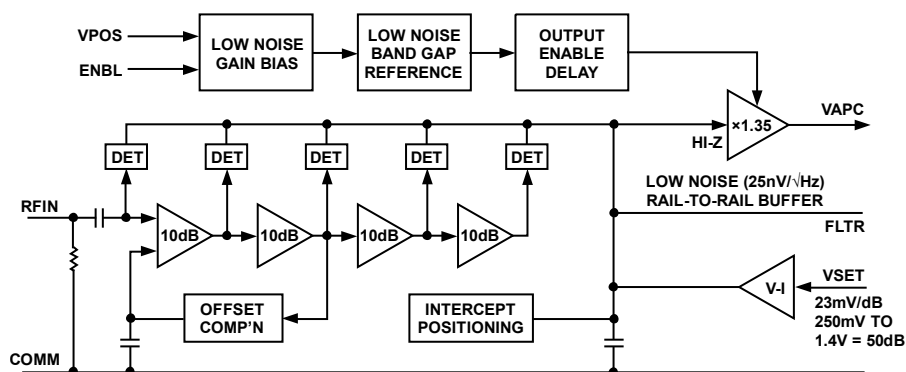 VPOS
ENBL
LOW NOISE
GAIN BIAS
LOW NOISE
BAND GAP
REFERENCE
OUTPUT
ENABLE
DELAY
×1.35
VAPC
HI-Z
DET
DET
DET
DET
DET
LOW NOISE (25nV/√Hz)
RAIL-TO-RAIL BUFFER
FLTR
RFIN
10dB
10dB
10dB
10dB
V-I
VSET
23mV/dB
250mV TO
1.4V = 50dB
OFFSET
COMP'N
INTERCEPT
POSITIONING
COMM